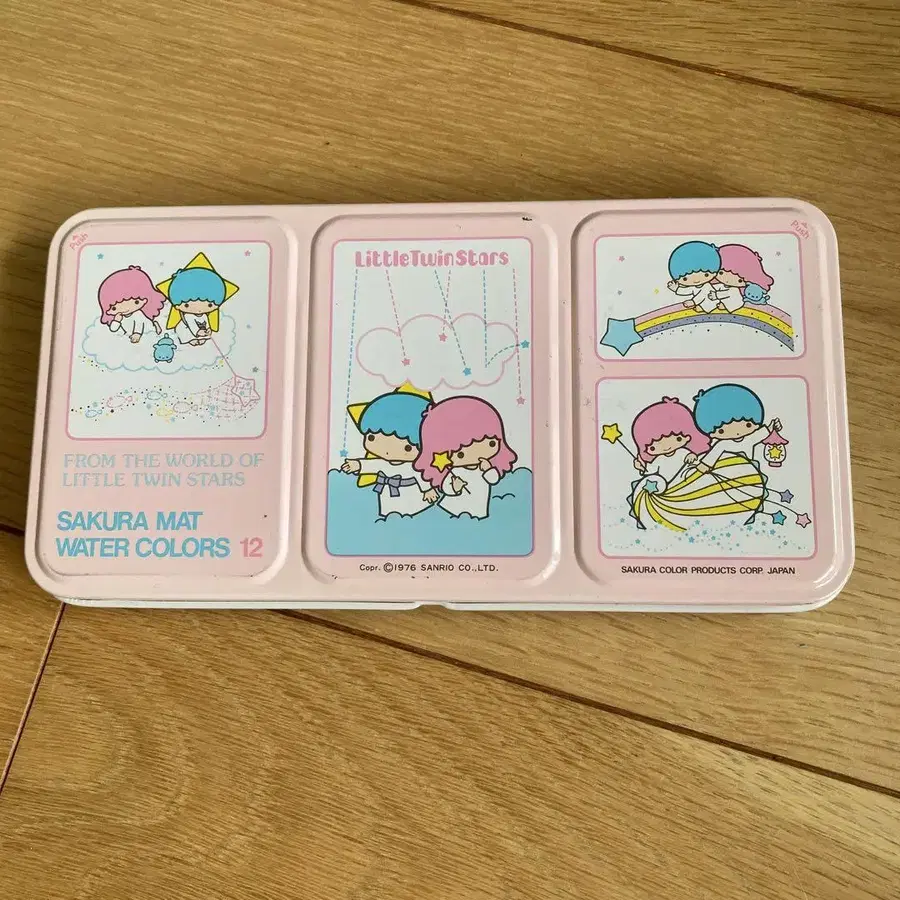 Push
FROM THE WORLD OF
LITTLE TWIN STARS
SAKURA MAT
WATER COLORS 12
LittleTwinStars
Copr. ©1976 SANRIO CO., LTD.
Push
SAKURA COLOR PRODUCTS CORP. JAPAN